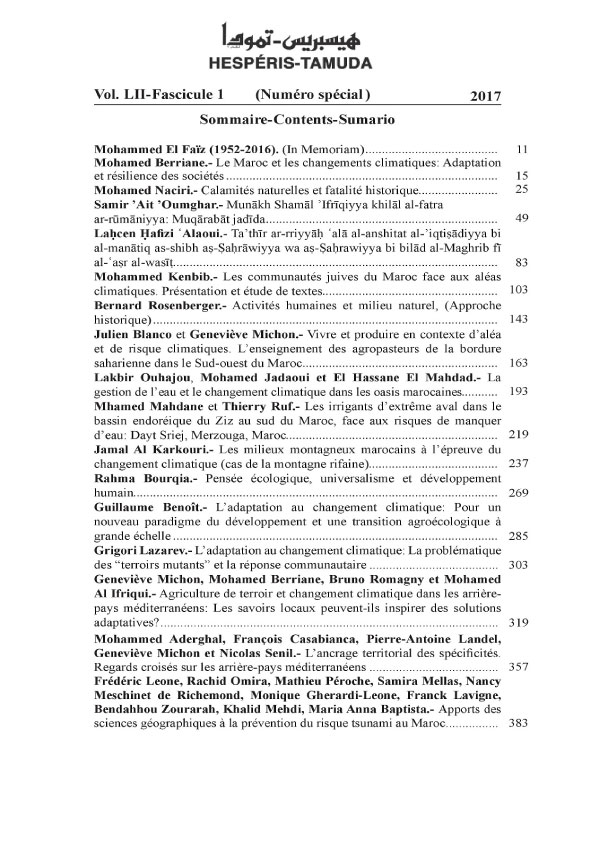 هيسبريس-تمودا
HESPÉRIS-TAMUDA
Vol. LII-Fascicule 1 (Numéro spécial) 2017
Sommaire-Contents-Sumario
Mohammed El Faïz (1952-2016). (In Memoriam)....................................... 11
Mohamed Berriane.- Le Maroc et les changements climatiques: Adaptation
et résilience des sociétés ................................................................................ 15
Mohamed Naciri.- Calamités naturelles et fatalité historique....................... 25
Samir ʼAit ʼOumghar.- Munākh Shamāl ʼIfrīqiyya khilāl al-fatra
ar-rūmāniyya: Muqārabāt jadīda.................................................................... 49
Laḥcen Ḥafizi ʿAlaoui.- Ta’thīr ar-rriyyāḥ ʿalā al-anshitat al-ʼiqtiṣādiyya bi
al-manātiq as-shibh aṣ-Ṣaḥrāwiyya wa aṣ-Ṣaḥrawiyya bi bilād al-Maghrib fī
al-ʿaṣr al-wasīṭ................................................................................................ 83
Mohammed Kenbib.- Les communautés juives du Maroc face aux aléas
climatiques. Présentation et étude de textes.................................................... 103
Bernard Rosenberger.- Activités humaines et milieu naturel, (Approche
historique)...................................................................................................... 143
Julien Blanco et Geneviève Michon.- Vivre et produire en contexte d’aléa
et de risque climatiques. L’enseignement des agropasteurs de la bordure
saharienne dans le Sud-ouest du Maroc.......................................................... 163
Lakbir Ouhajou, Mohamed Jadaoui et El Hassane El Mahdad.- La
gestion de l’eau et le changement climatique dans les oasis marocaines........... 193
Mhamed Mahdane et Thierry Ruf.- Les irrigants d’extrême aval dans le
bassin endoréique du Ziz au sud du Maroc, face aux risques de manquer
d’eau: Dayt Sriej, Merzouga, Maroc.............................................................. 219
Jamal Al Karkouri.- Les milieux montagneux marocains à l’épreuve du
changement climatique (cas de la montagne rifaine)...................................... 237
Rahma Bourqia.- Pensée écologique, universalisme et développement
humain........................................................................................................... 269
Guillaume Benoît.- L’adaptation au changement climatique: Pour un
nouveau paradigme du développement et une transition agroécologique à
grande échelle ................................................................................................ 285
Grigori Lazarev.- L’adaptation au changement climatique: La problématique
des “terroirs mutants” et la réponse communautaire ...................................... 303
Geneviève Michon, Mohamed Berriane, Bruno Romagny et Mohamed
Al Ifriqui.- Agriculture de terroir et changement climatique dans les arrière-
pays méditerranéens: Les savoirs locaux peuvent-ils inspirer des solutions
adaptatives?.................................................................................................... 319
Mohammed Aderghal, François Casabianca, Pierre-Antoine Landel,
Geneviève Michon et Nicolas Senil.- L’ancrage territorial des spécificités.
Regards croisés sur les arrière-pays méditerranéens ...................................... 357
Frédéric Leone, Rachid Omira, Mathieu Péroche, Samira Mellas, Nancy
Meschinet de Richemond, Monique Gherardi-Leone, Franck Lavigne,
Bendahhou Zourarah, Khalid Mehdi, Maria Anna Baptista.- Apports des
sciences géographiques à la prévention du risque tsunami au Maroc................ 383